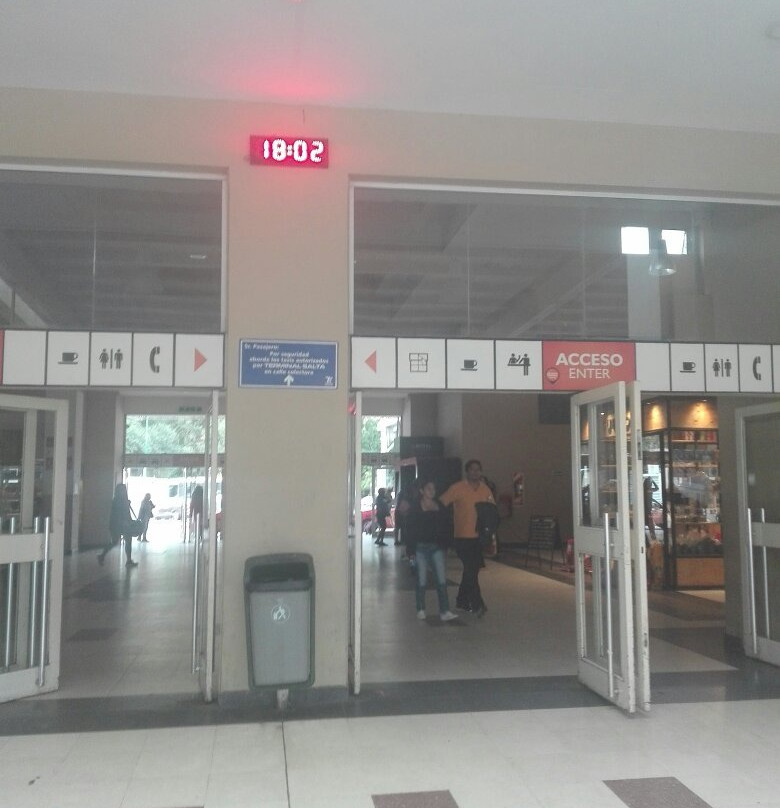 18:02
Sr. Pasajero:
Por seguridad
aborde los taxis autorizados
por TERMINAL SALTA
en calle colectora
ACCESO
ENTER